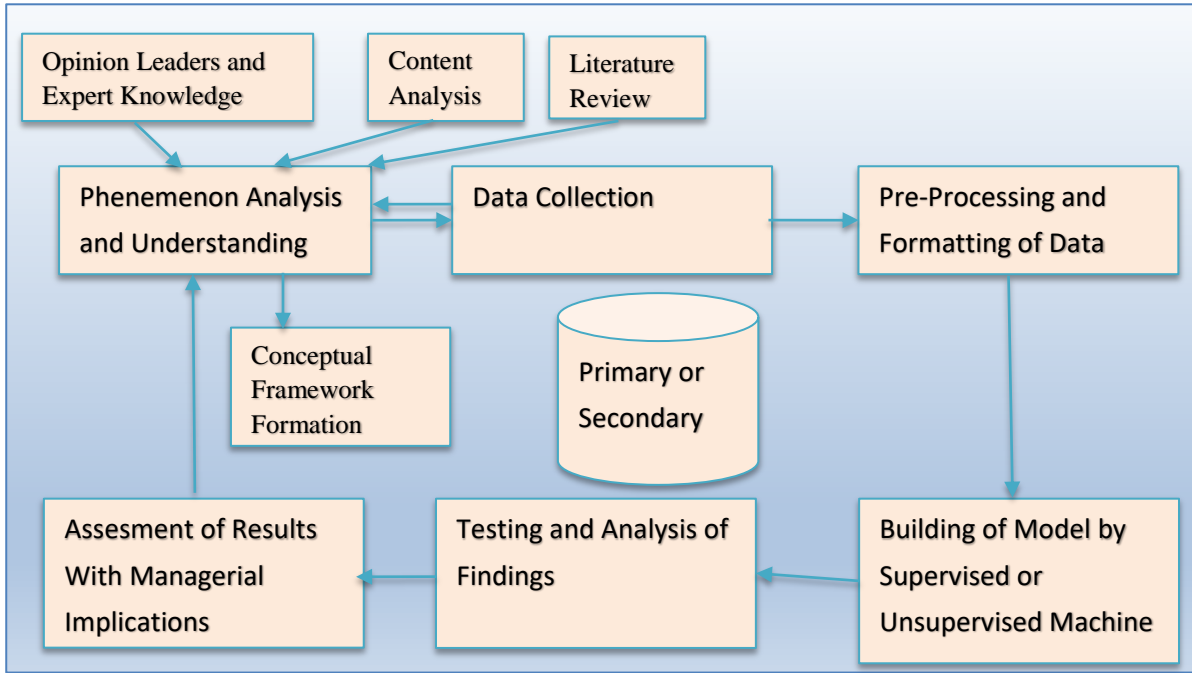 Opinion Leaders and
Expert Knowledge
Content
Analysis
Literature
Review
Phenemenon Analysis
and Understanding
Data Collection
Pre-Processing and
Formatting of Data
Conceptual
Framework
Formation
Primary or
Secondary
Assesment of Results
With Managerial
Implications
Testing and Analysis of
Findings
Building of Model by
Supervised or
Unsupervised Machine